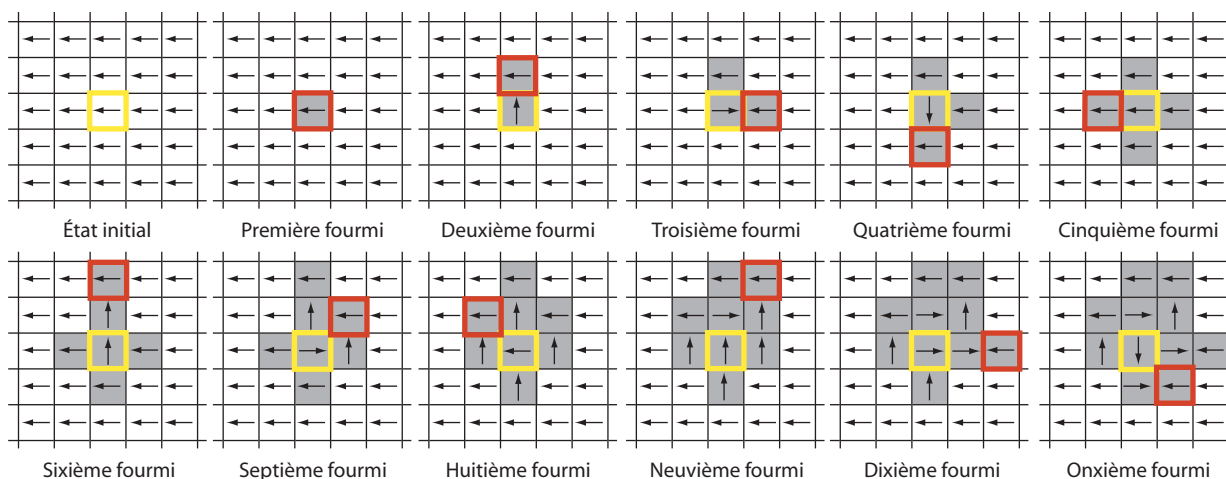 État initial
Première fourmi
Deuxième fourmi
Troisième fourmi
Quatrième fourmi
Cinquième fourmi
Sixième fourmi
Septième fourmi
Huitième fourmi
Neuvième fourmi
Dixième fourmi
Onxième fourmi